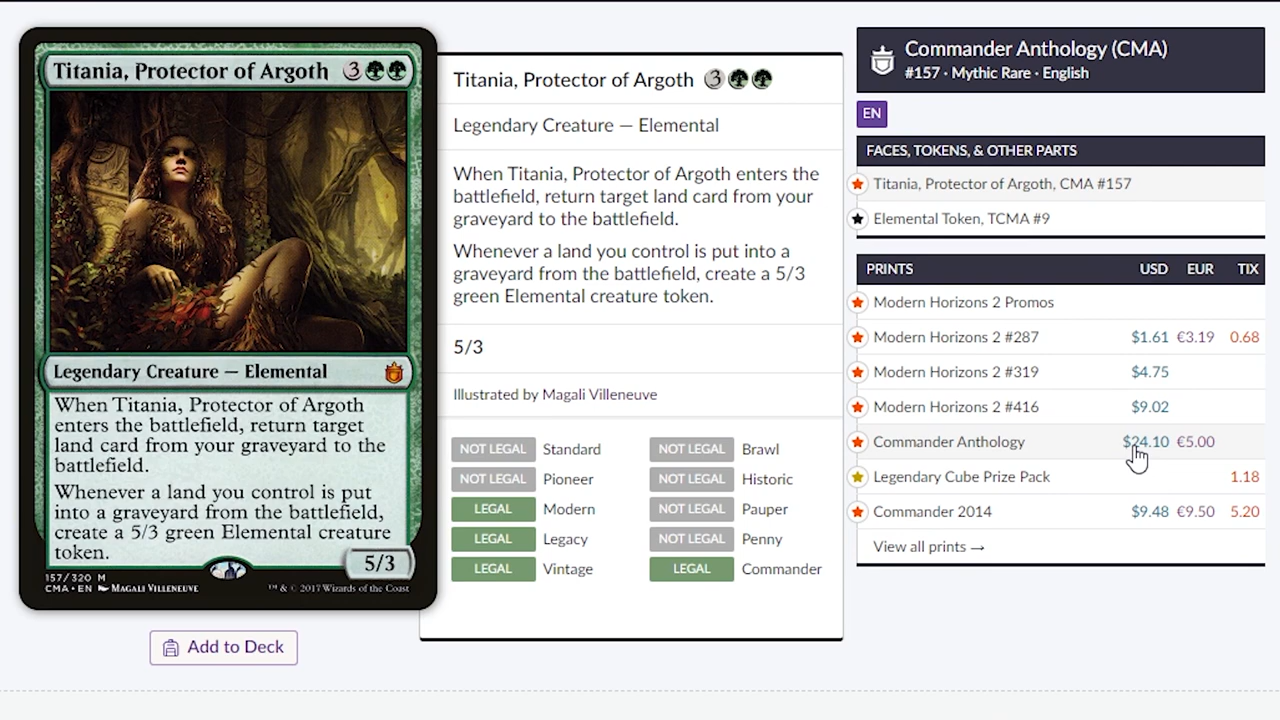 Titania, Protector of Argoth 3
Legendary Creature — Elemental
When Titania, Protector of Argoth
enters the battlefield, return target
land card from your graveyard to the
battlefield.
Whenever a land you control is put
into a graveyard from the battlefield,
create a 5/3 green Elemental creature
token.
5/3
157/320 M
CMA • EN MAGALI VILLENEUVE
™ & © 2017 Wizards of the Coast
Add to Deck
Titania, Protector of Argoth 3
Legendary Creature — Elemental
When Titania, Protector of Argoth enters the
battlefield, return target land card from your
graveyard to the battlefield.
Whenever a land you control is put into a
graveyard from the battlefield, create a 5/3
green Elemental creature token.
5/3
Illustrated by Magali Villeneuve
NOT LEGAL Standard NOT LEGAL Brawl
NOT LEGAL Pioneer NOT LEGAL Historic
LEGAL Modern NOT LEGAL Pauper
LEGAL Legacy NOT LEGAL Penny
LEGAL Vintage LEGAL Commander
Commander Anthology (CMA)
#157 · Mythic Rare · English
EN
FACES, TOKENS, & OTHER PARTS
Titania, Protector of Argoth, CMA #157
Elemental Token, TCMA #9
PRINTS USD EUR TIX
Modern Horizons 2 Promos
Modern Horizons 2 #287 $1.61 €3.19 0.68
Modern Horizons 2 #319 $4.75
Modern Horizons 2 #416 $9.02
Commander Anthology $24.10 €5.00
Legendary Cube Prize Pack 1.18
Commander 2014 $9.48 €9.50 5.20
View all prints →